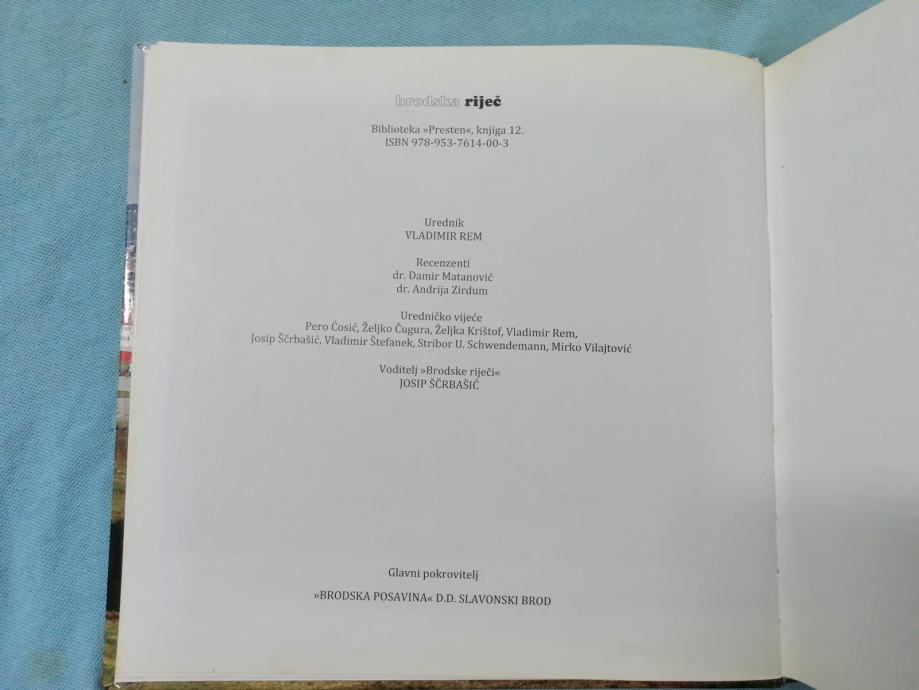 brodska riječ
Biblioteka »Presten«, knjiga 12.
ISBN 978-953-7614-00-3
Urednik
VLADIMIR REM
Recenzenti
dr. Damir Matanović
dr. Andrija Zirdum
Uredničko vijeće
Pero Ćosić, Željko Čugura, Željka Krištof, Vladimir Rem,
Josip Ščrbašić, Vladimir Štefanek, Stribor U. Schwendemann, Mirko Vilajtović
Voditelj »Brodske riječi«
JOSIP ŠČRBAŠIĆ
Glavni pokrovitelj
»BRODSKA POSAVINA« D.D. SLAVONSKI BROD